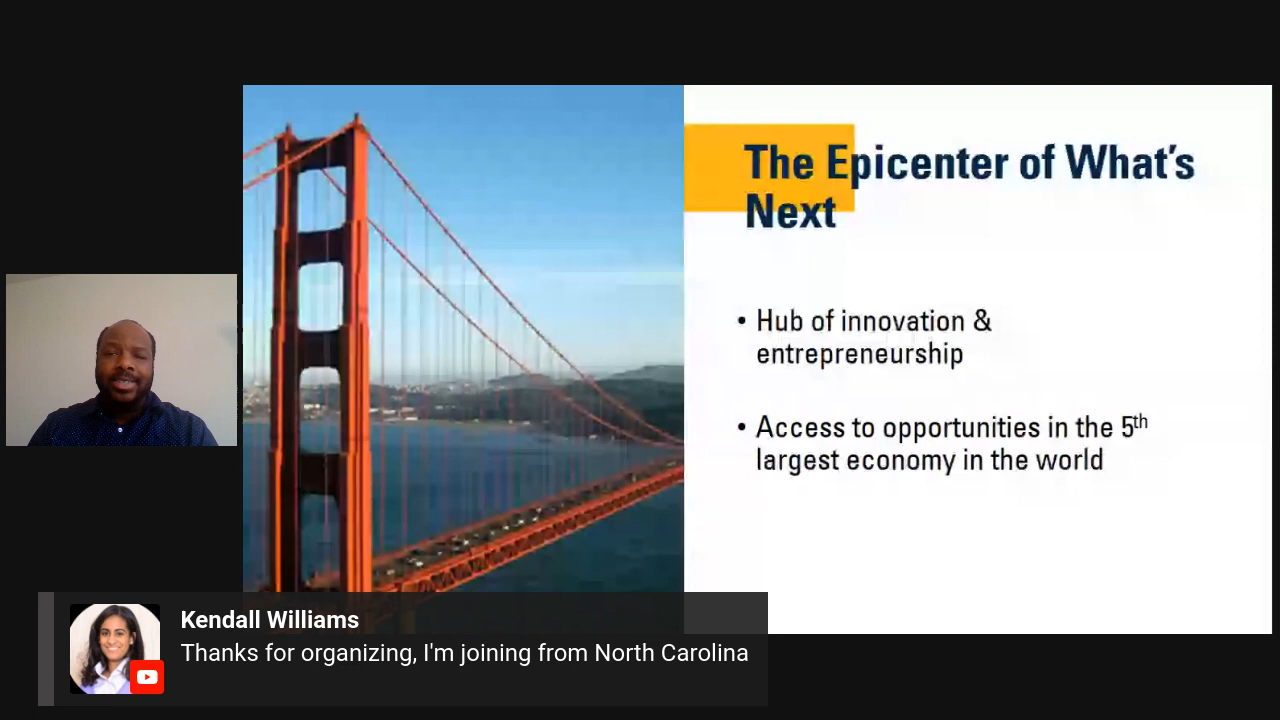 The Epicenter of What's
Next
• Hub of innovation &
entrepreneurship
• Access to opportunities in the 5th
largest economy in the world
Kendall Williams
Thanks for organizing, I'm joining from North Carolina